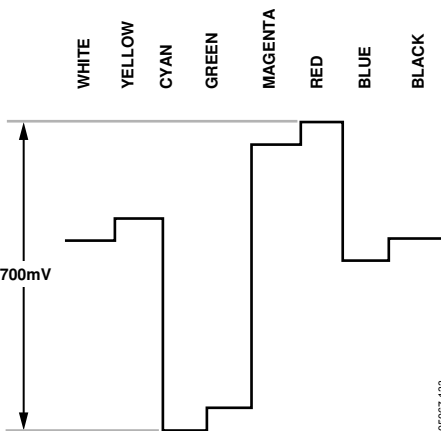 WHITE
YELLOW
CYAN
GREEN
MAGENTA
RED
BLUE
BLACK
700mV